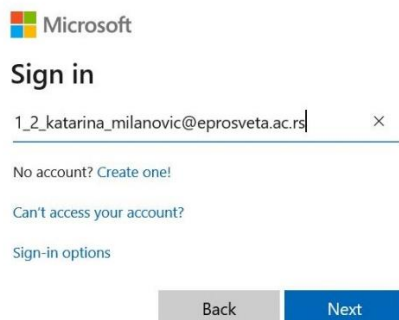 Microsoft
Sign in
1_2_katarina_milanovic@eprosveta.ac.rs
No account? Create one!
Can't access your account?
Sign-in options
Back Next